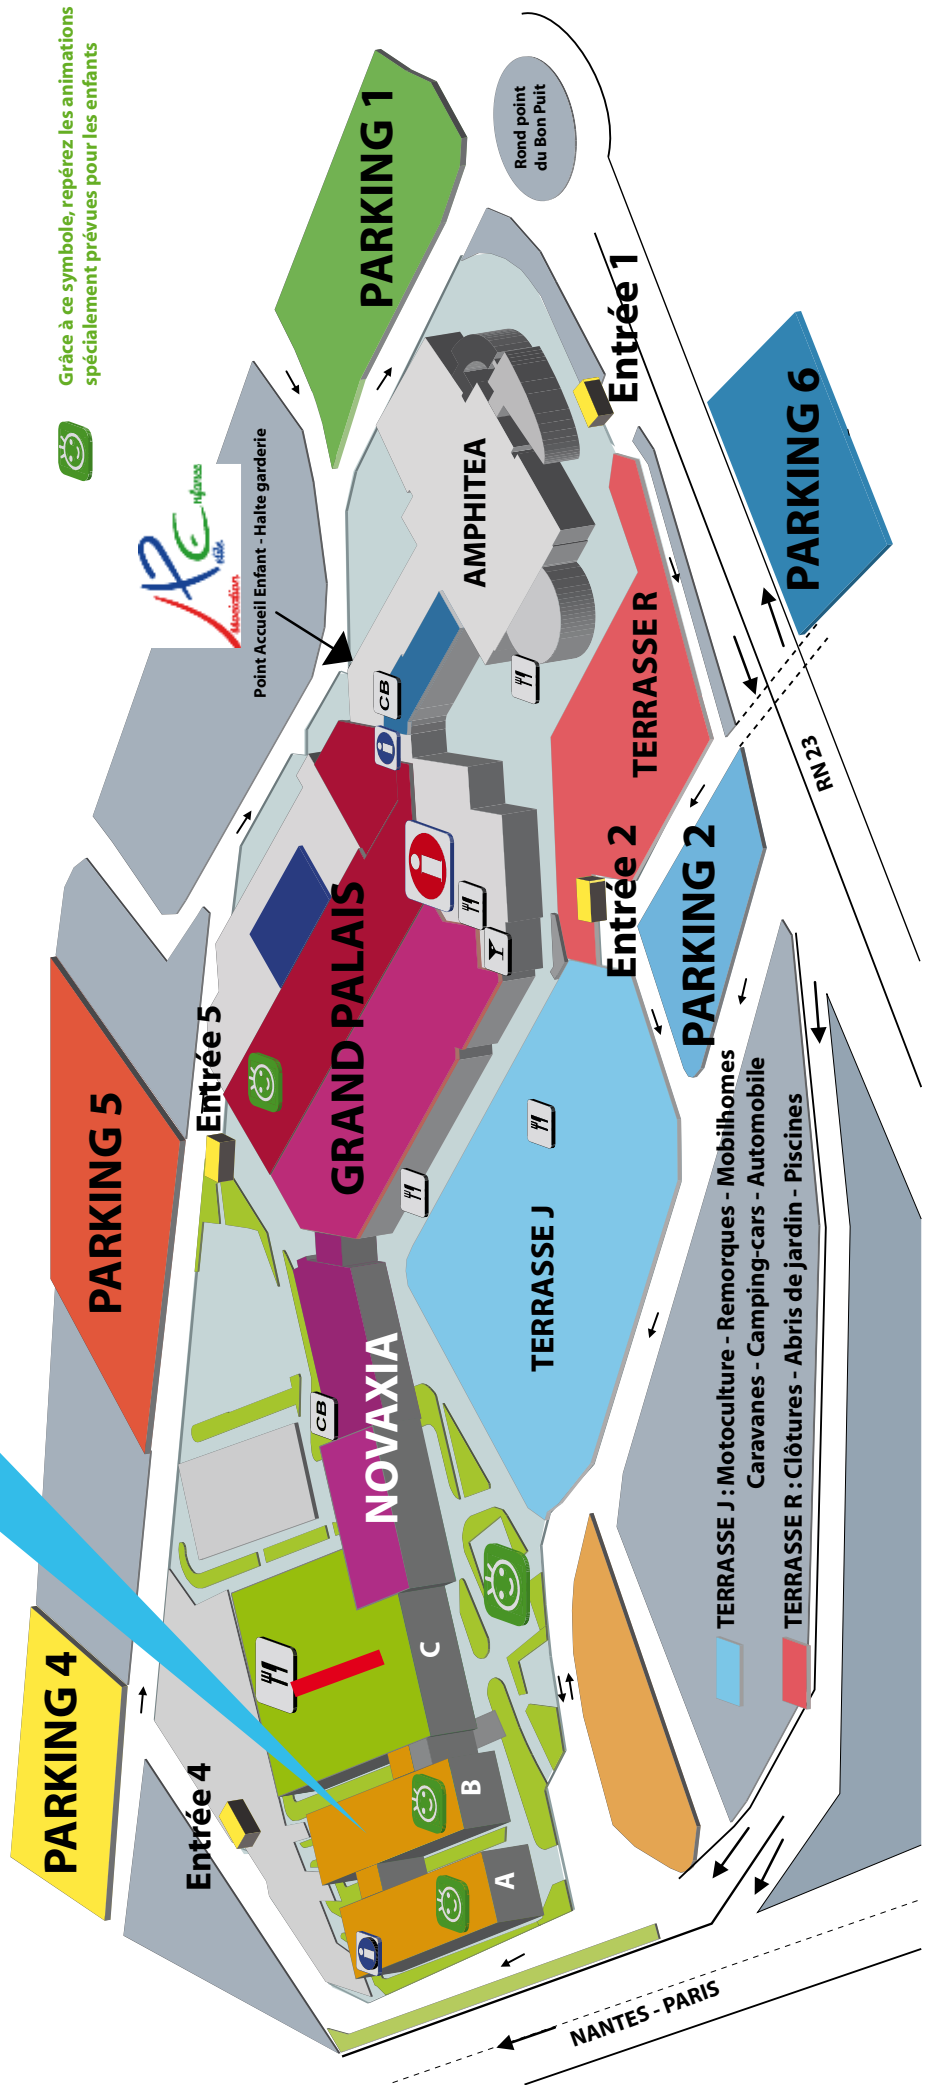 Grâce à ce symbole, repérez les animations
spécialement prévues pour les enfants
Association
Petite
Enfance
Point Accueil Enfant - Halte garderie
PARKING 4
PARKING 5
PARKING 1
Rond point
du Bon Puit
Entrée 4
Entrée 5
Entrée 1
PARKING 6
AMPHITEA
CB
GRAND PALAIS
NOVAXIA
CB
C
B
A
TERRASSE J
TERRASSE R
Entrée 2
PARKING 2
RN 23
TERRASSE J : Motoculture - Remorques - Mobilhomes
Caravanes - Camping-cars - Automobile
TERRASSE R : Clôtures - Abris de jardin - Piscines
NANTES - PARIS